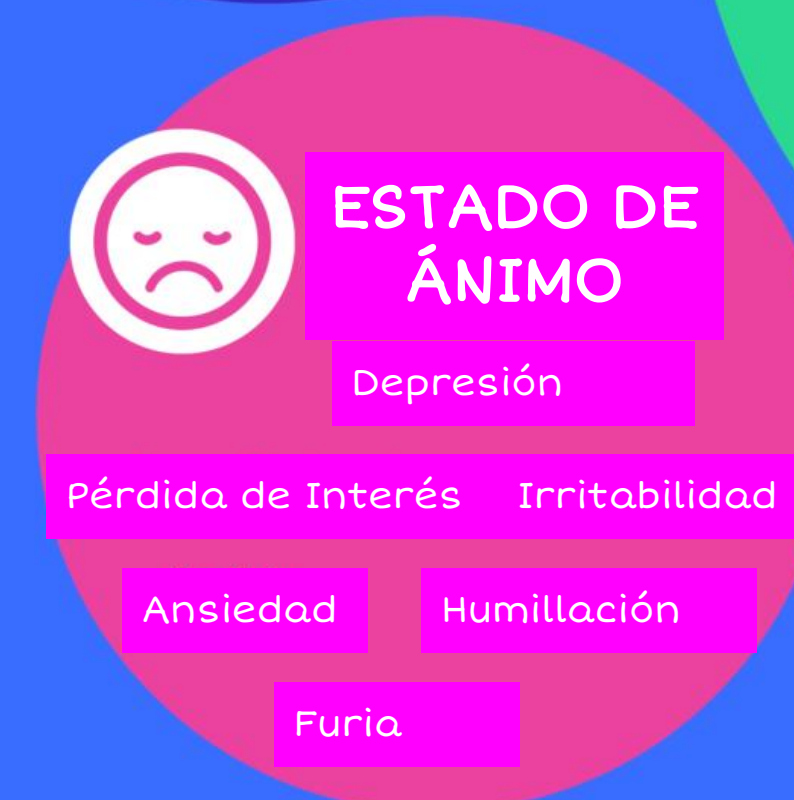 ESTADO DE
ÁNIMO
Depresión
Pérdida de Interés Irritabilidad
Ansiedad Humillación
Furia